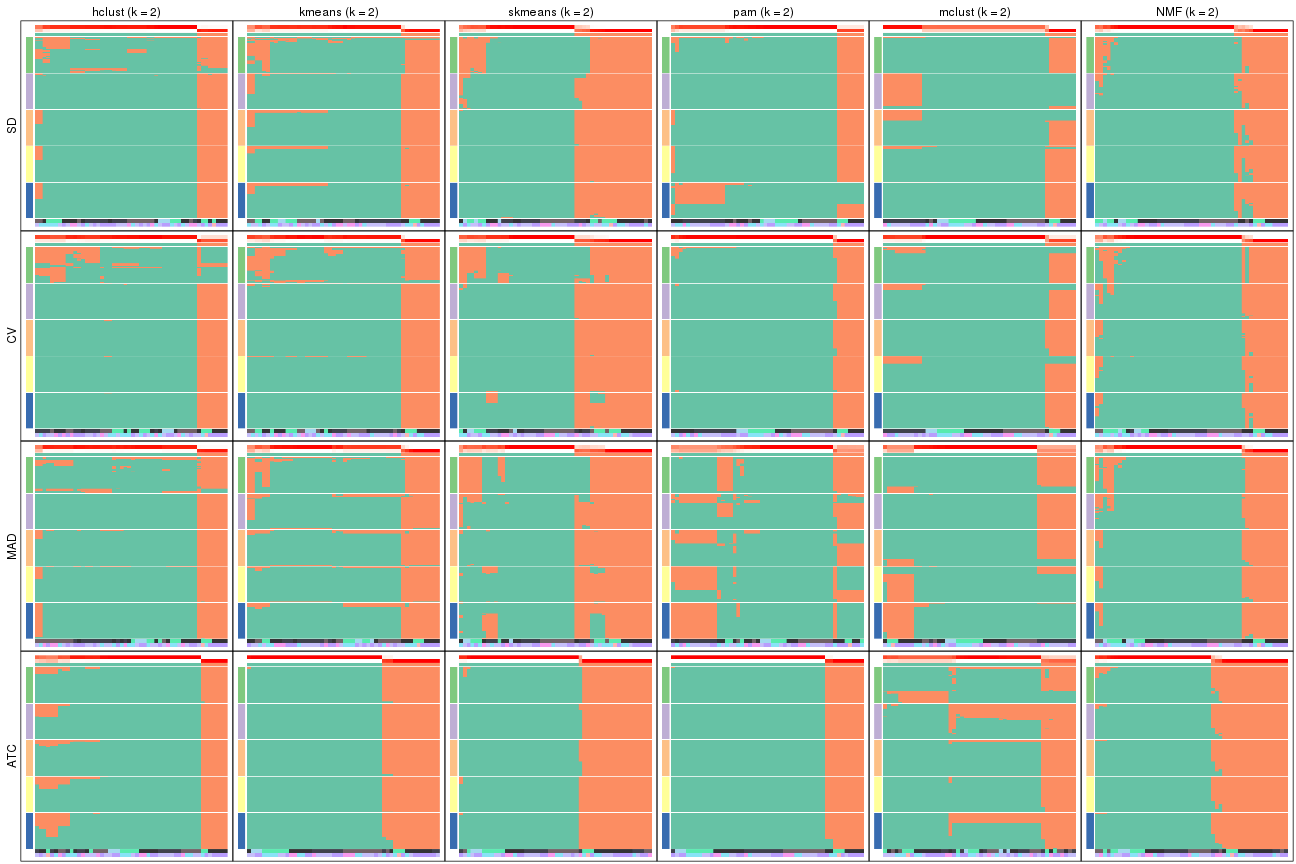 hclust (k = 2) kmeans (k = 2) skmeans (k = 2) pam (k = 2) mclust (k = 2) NMF (k = 2)
SD
CV
MAD
ATC